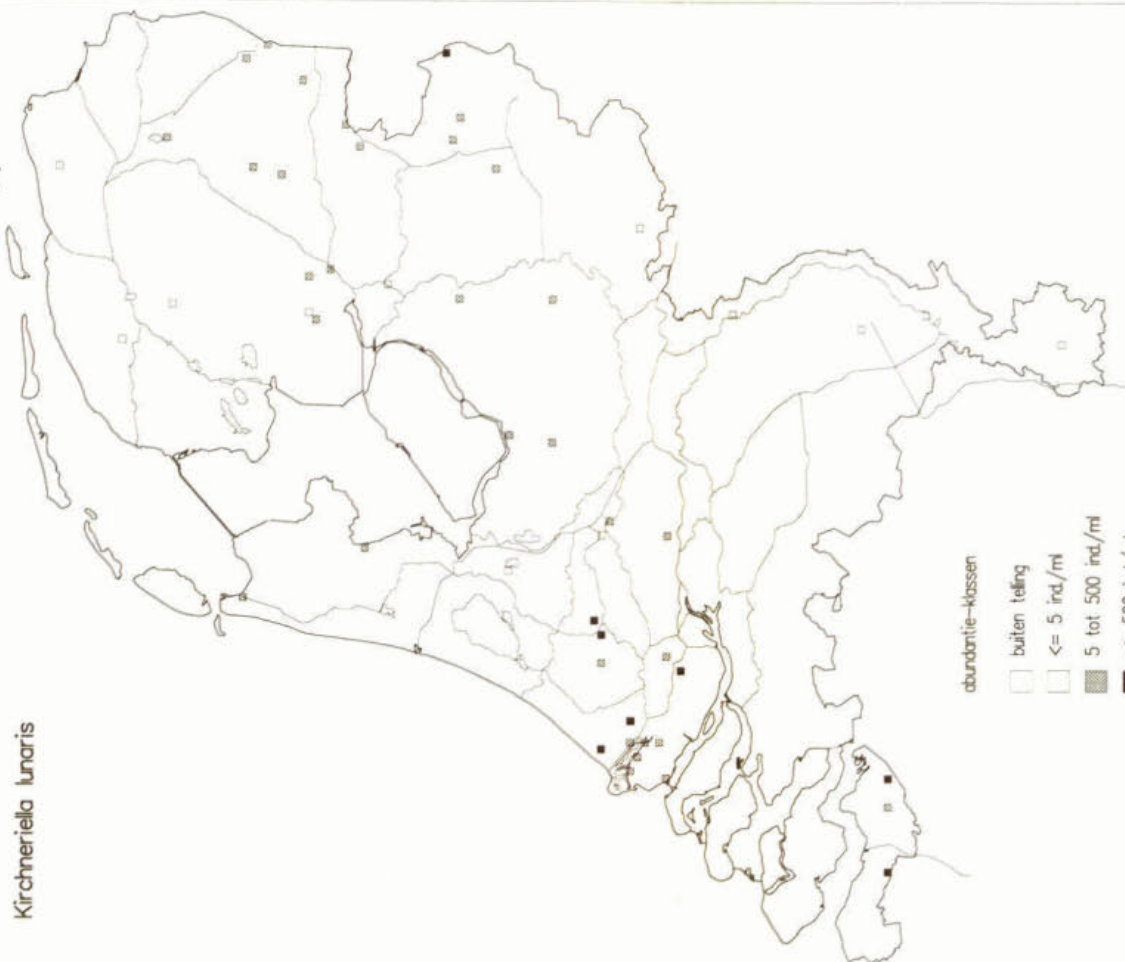 Kirchneriella lunaris
abundantie-klassen
buiten telling
<= 5 ind./ml
5 tot 500 ind./ml